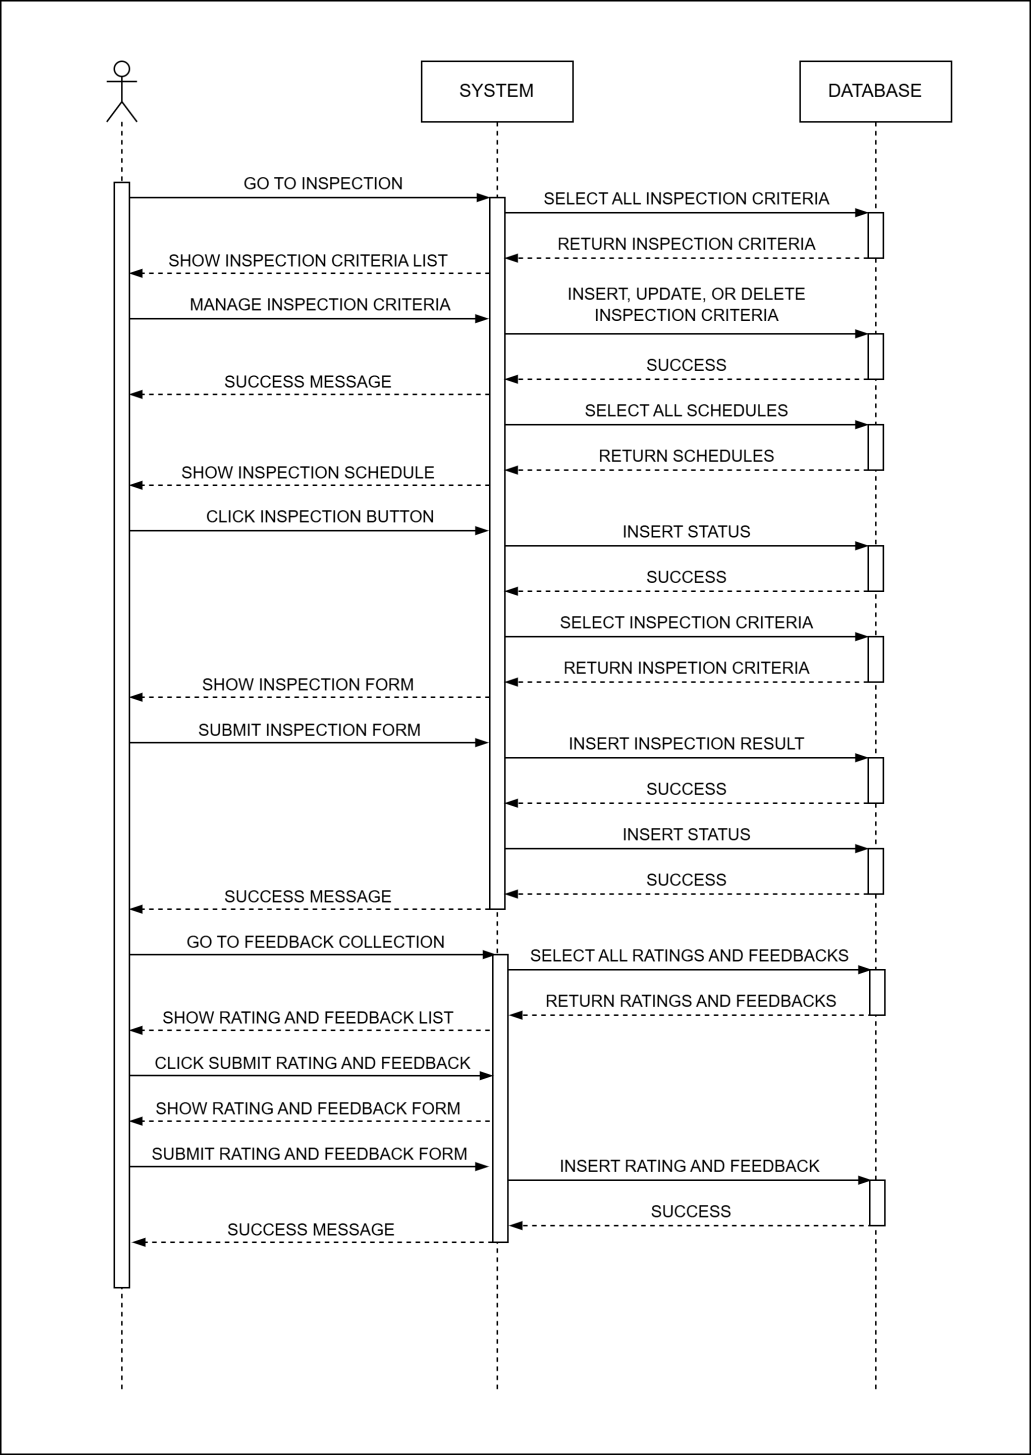 SYSTEM
DATABASE
GO TO INSPECTION
SELECT ALL INSPECTION CRITERIA
RETURN INSPECTION CRITERIA
SHOW INSPECTION CRITERIA LIST
MANAGE INSPECTION CRITERIA
INSERT, UPDATE, OR DELETE
INSPECTION CRITERIA
SUCCESS
SUCCESS MESSAGE
SELECT ALL SCHEDULES
RETURN SCHEDULES
SHOW INSPECTION SCHEDULE
CLICK INSPECTION BUTTON
INSERT STATUS
SUCCESS
SELECT INSPECTION CRITERIA
RETURN INSPETION CRITERIA
SHOW INSPECTION FORM
SUBMIT INSPECTION FORM
INSERT INSPECTION RESULT
SUCCESS
INSERT STATUS
SUCCESS
SUCCESS MESSAGE
GO TO FEEDBACK COLLECTION
SELECT ALL RATINGS AND FEEDBACKS
RETURN RATINGS AND FEEDBACKS
SHOW RATING AND FEEDBACK LIST
CLICK SUBMIT RATING AND FEEDBACK
SHOW RATING AND FEEDBACK FORM
SUBMIT RATING AND FEEDBACK FORM
INSERT RATING AND FEEDBACK
SUCCESS
SUCCESS MESSAGE